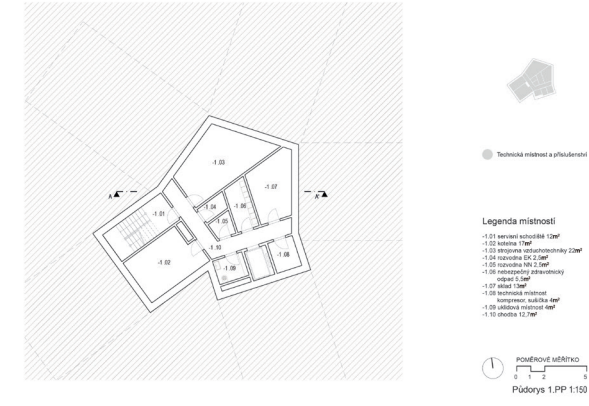 -1.03
-1.07
-1.04
-1.06
-1.01
-1.05
A
A'
-1.10
-1.02
-1.08
-1.09
Technická místnost a příslušenství
Legenda místností
-1.01 servisní schodiště 12m²
-1.02 kotelna 17m²
-1.03 strojovna vzduchotechniky 22m²
-1.04 rozvodna EK 2,5m²
-1.05 rozvodna NN 2,5m²
-1.06 nebezpečný zdravotnický
odpad 5,5m²
-1.07 sklad 13m²
-1.08 technická místnost
kompresor, sušička 4m²
-1.09 uklidová místnost 4m²
-1.10 chodba 12,7m²
POMĚROVÉ MĚŘÍTKO
0 1 2 5
Půdorys 1.PP 1:150